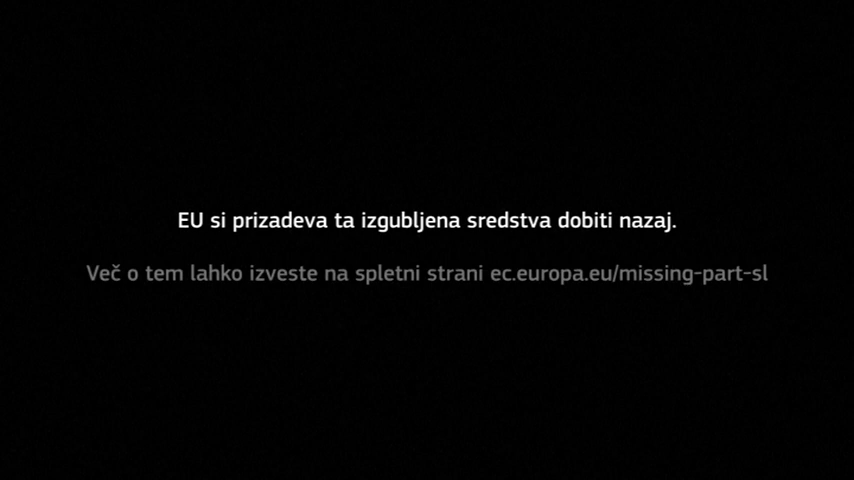 EU si prizadeva ta izgubljena sredstva dobiti nazaj.
Več o tem lahko izveste na spletni strani ec.europa.eu/missing-part-sl